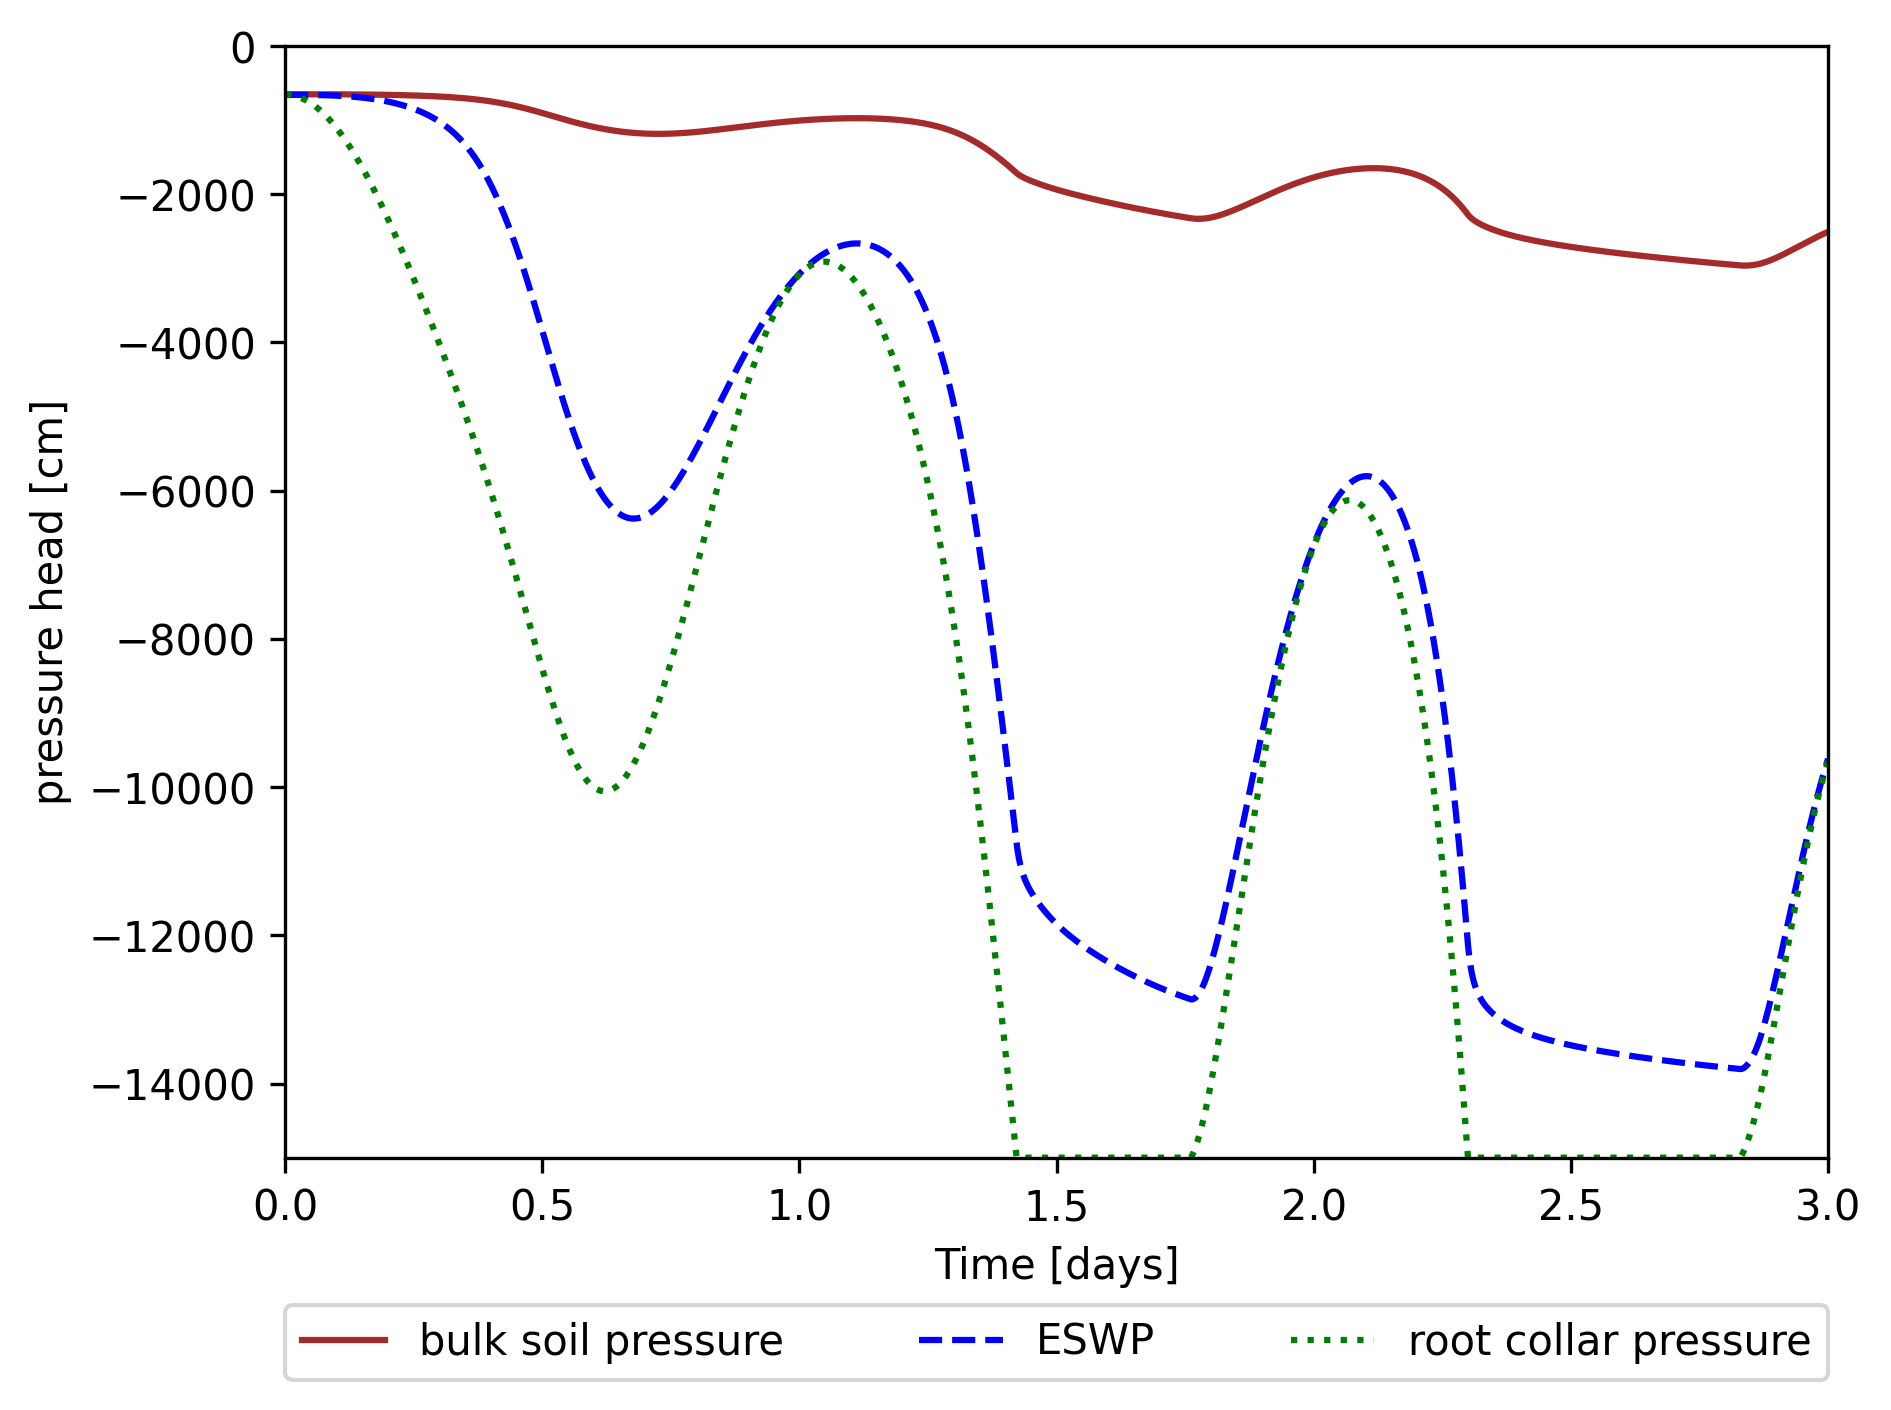 0
−2000
−4000
−6000
−8000
−10000
−12000
−14000
pressure head [cm]
0.0 0.5 1.0 1.5 2.0 2.5 3.0
Time [days]
bulk soil pressure ESWP root collar pressure